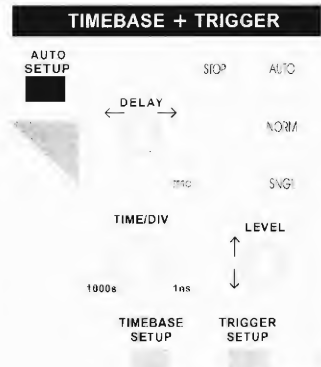 TIMEBASE + TRIGGER
AUTO
SETUP
STOP
AUTO
DELAY
NORM
SNGL
TIME/DIV
LEVEL
1000s
1ns
TIMEBASE
SETUP
TRIGGER
SETUP